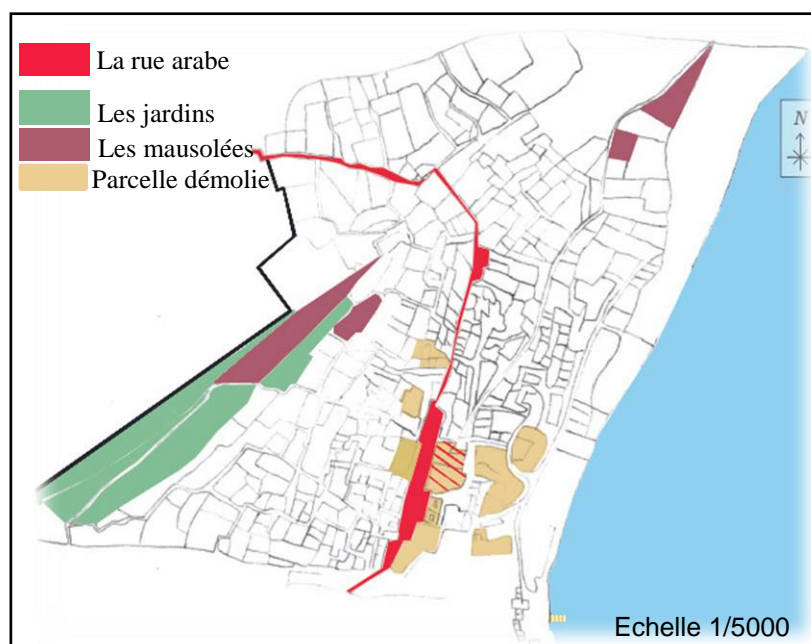 La rue arabe
Les jardins
Les mausolées
Parcelle démolie
N
Echelle 1/5000